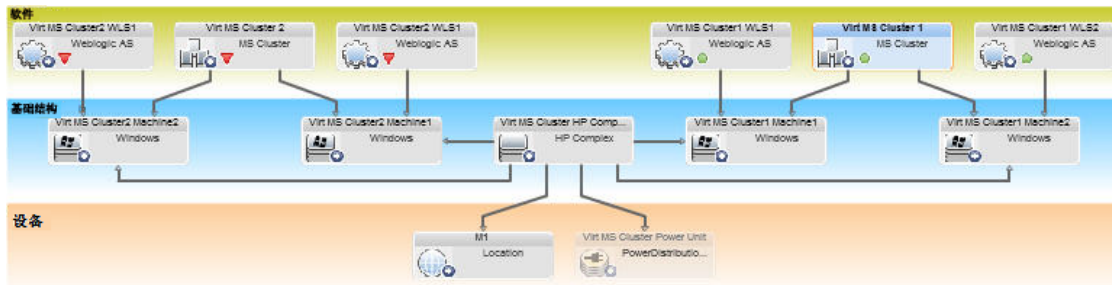 软件
Virt MS Cluster2 WLS1
Weblogic AS
Virt MS Cluster 2
MS Cluster
Virt MS Cluster2 WLS1
Weblogic AS
Virt MS Cluster1 WLS1
Weblogic AS
Virt MS Cluster 1
MS Cluster
Virt MS Cluster1 WLS2
Weblogic AS
基础结构
Virt MS Cluster2 Machine2
Windows
Virt MS Cluster2 Machine1
Windows
Virt MS Cluster HP Comp...
HP Complex
Virt MS Cluster1 Machine1
Windows
Virt MS Cluster1 Machine2
Windows
设备
M1
Location
Virt MS Cluster Power Unit
PowerDistributio...